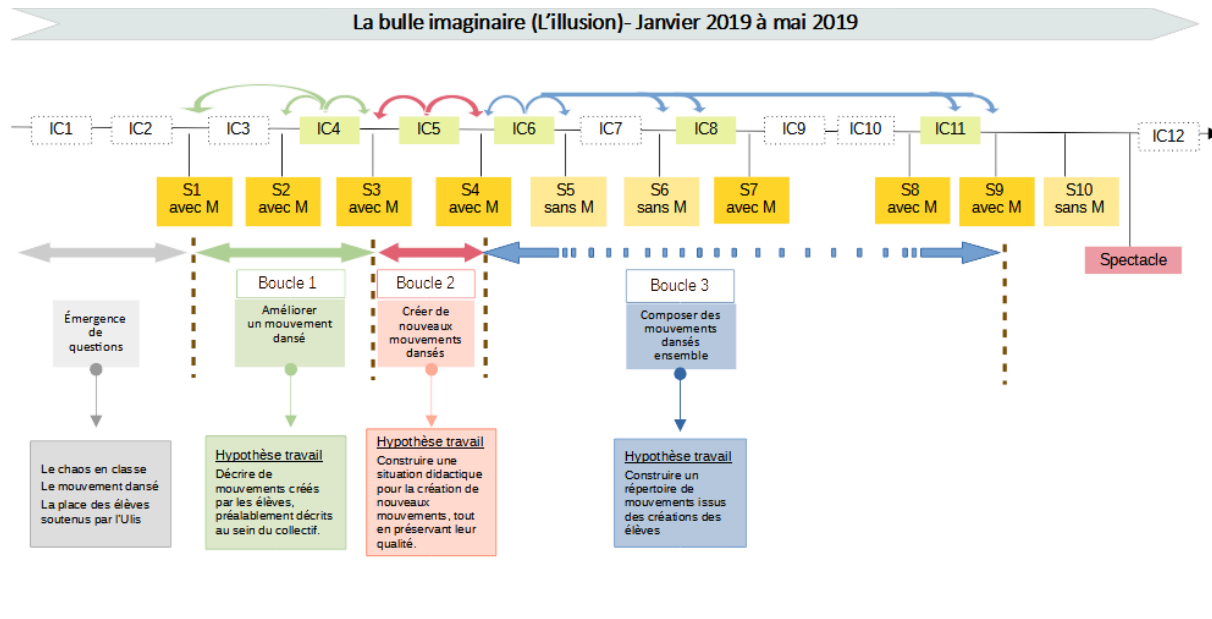 La bulle imaginaire (L'illusion)- Janvier 2019 à mai 2019
IC1
IC2
IC3
IC4
IC5
IC6
IC7
IC8
IC9
IC10
IC11
IC12
S1
avec M
S2
avec M
S3
avec M
S4
avec M
S5
sans M
S6
sans M
S7
avec M
S8
avec M
S9
avec M
S10
sans M
Spectacle
Émergence
de
questions
Boucle 1
Améliorer
un mouvement
dansé
Boucle 2
Créer de
nouveaux
mouvements
dansés
Boucle 3
Composer des
mouvements
dansés
ensemble
Le chaos en classe
Le mouvement dansé
La place des élèves
soutenus par l'Ulis
Hypothèse travail
Décrire de
mouvements créés
par les élèves,
préalablement décrits
au sein du collectif.
Hypothèse travail
Construire une
situation didactique
pour la création de
nouveaux
mouvements, tout
en préservant leur
qualité.
Hypothèse travail
Construire un
répertoire de
mouvements issus
des créations des
élèves